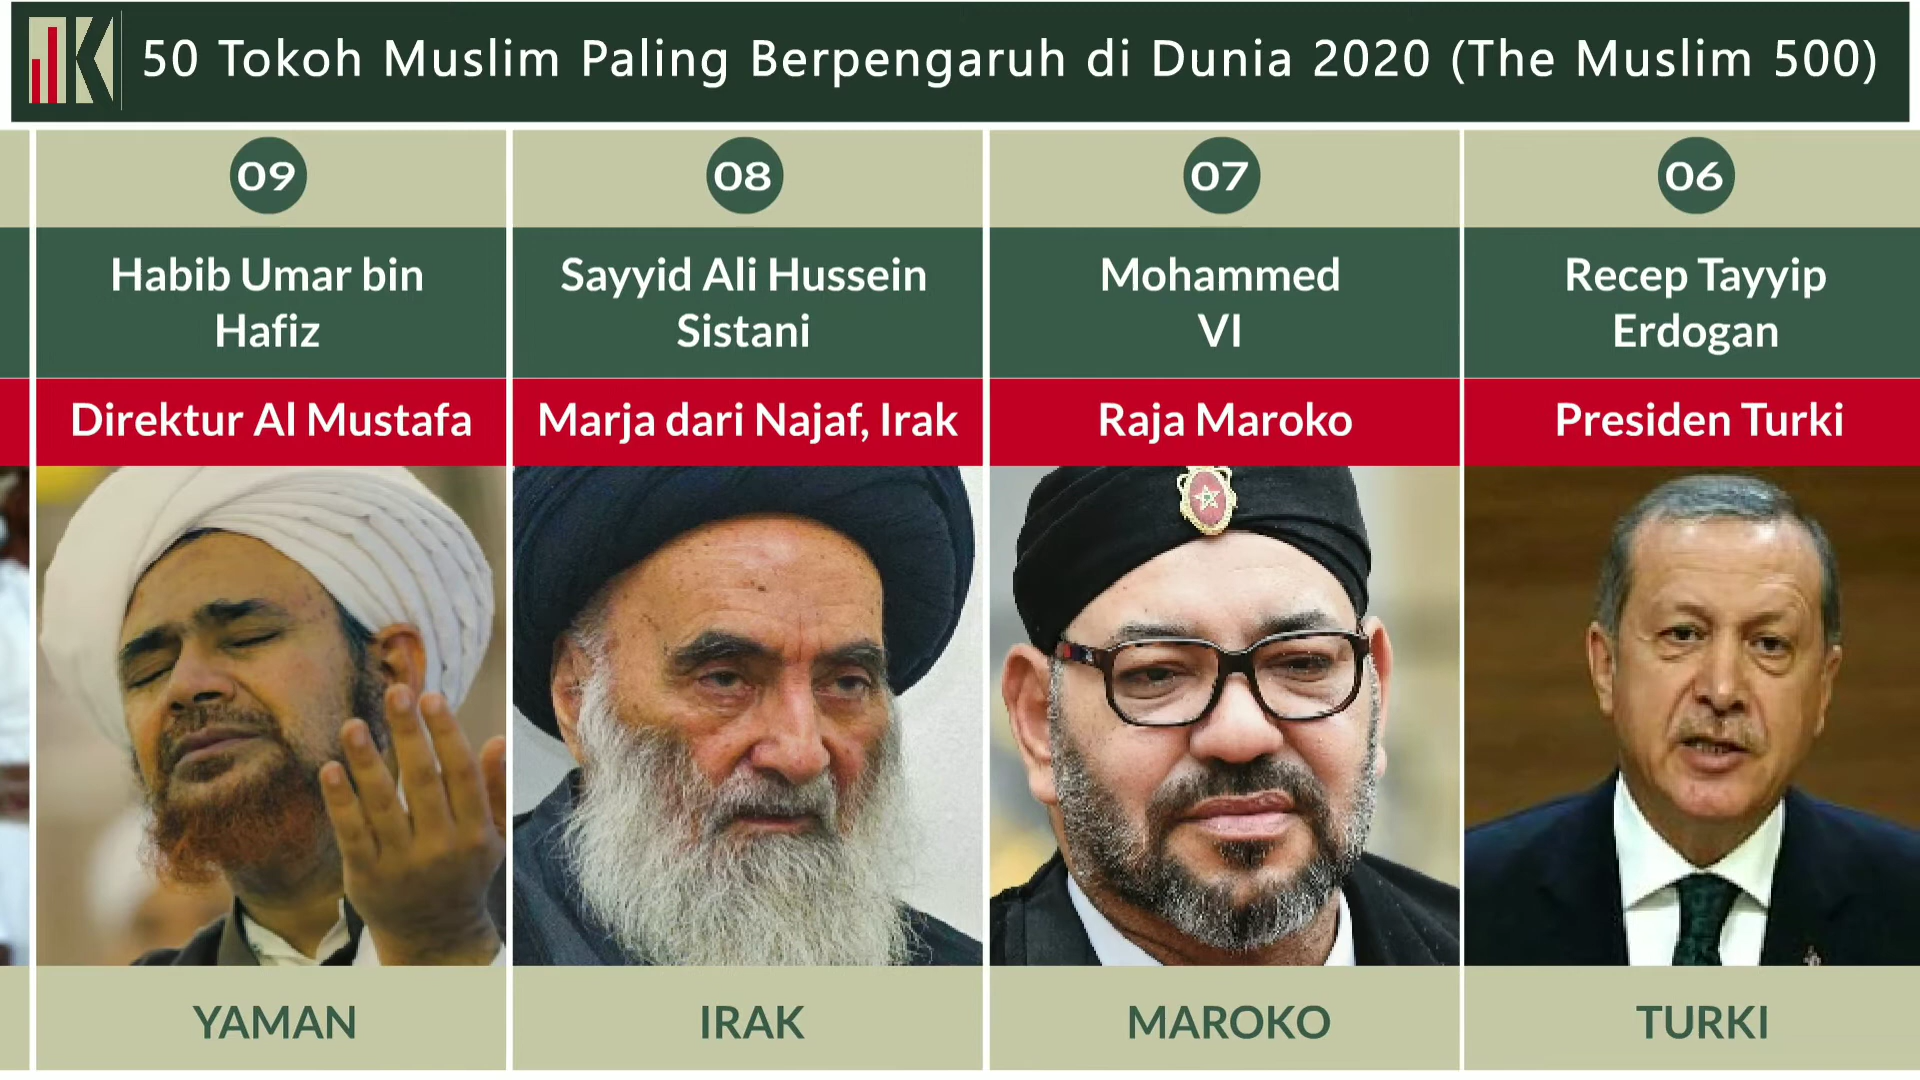 50 Tokoh Muslim Paling Berpengaruh di Dunia 2020 (The Muslim 500)
09
Habib Umar bin
Hafiz
Direktur Al Mustafa
YAMAN
08
Sayyid Ali Hussein
Sistani
Marja dari Najaf, Irak
IRAK
07
Mohammed
VI
Raja Maroko
MAROKO
06
Recep Tayyip
Erdogan
Presiden Turki
TURKI